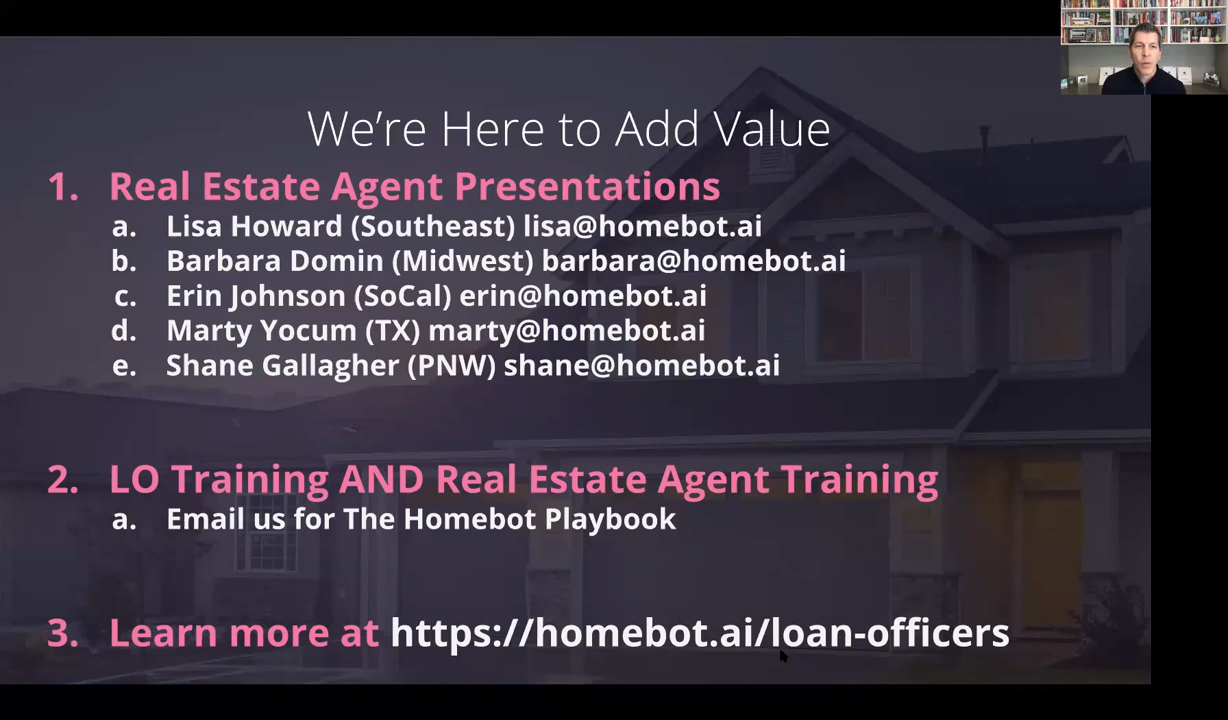 We're Here to Add Value
1. Real Estate Agent Presentations
a. Lisa Howard (Southeast) lisa@homebot.ai
b. Barbara Domin (Midwest) barbara@homebot.ai
c. Erin Johnson (SoCal) erin@homebot.ai
d. Marty Yocum (TX) marty@homebot.ai
e. Shane Gallagher (PNW) shane@homebot.ai
2. LO Training AND Real Estate Agent Training
a. Email us for The Homebot Playbook
3. Learn more at https://homebot.ai/loan-officers